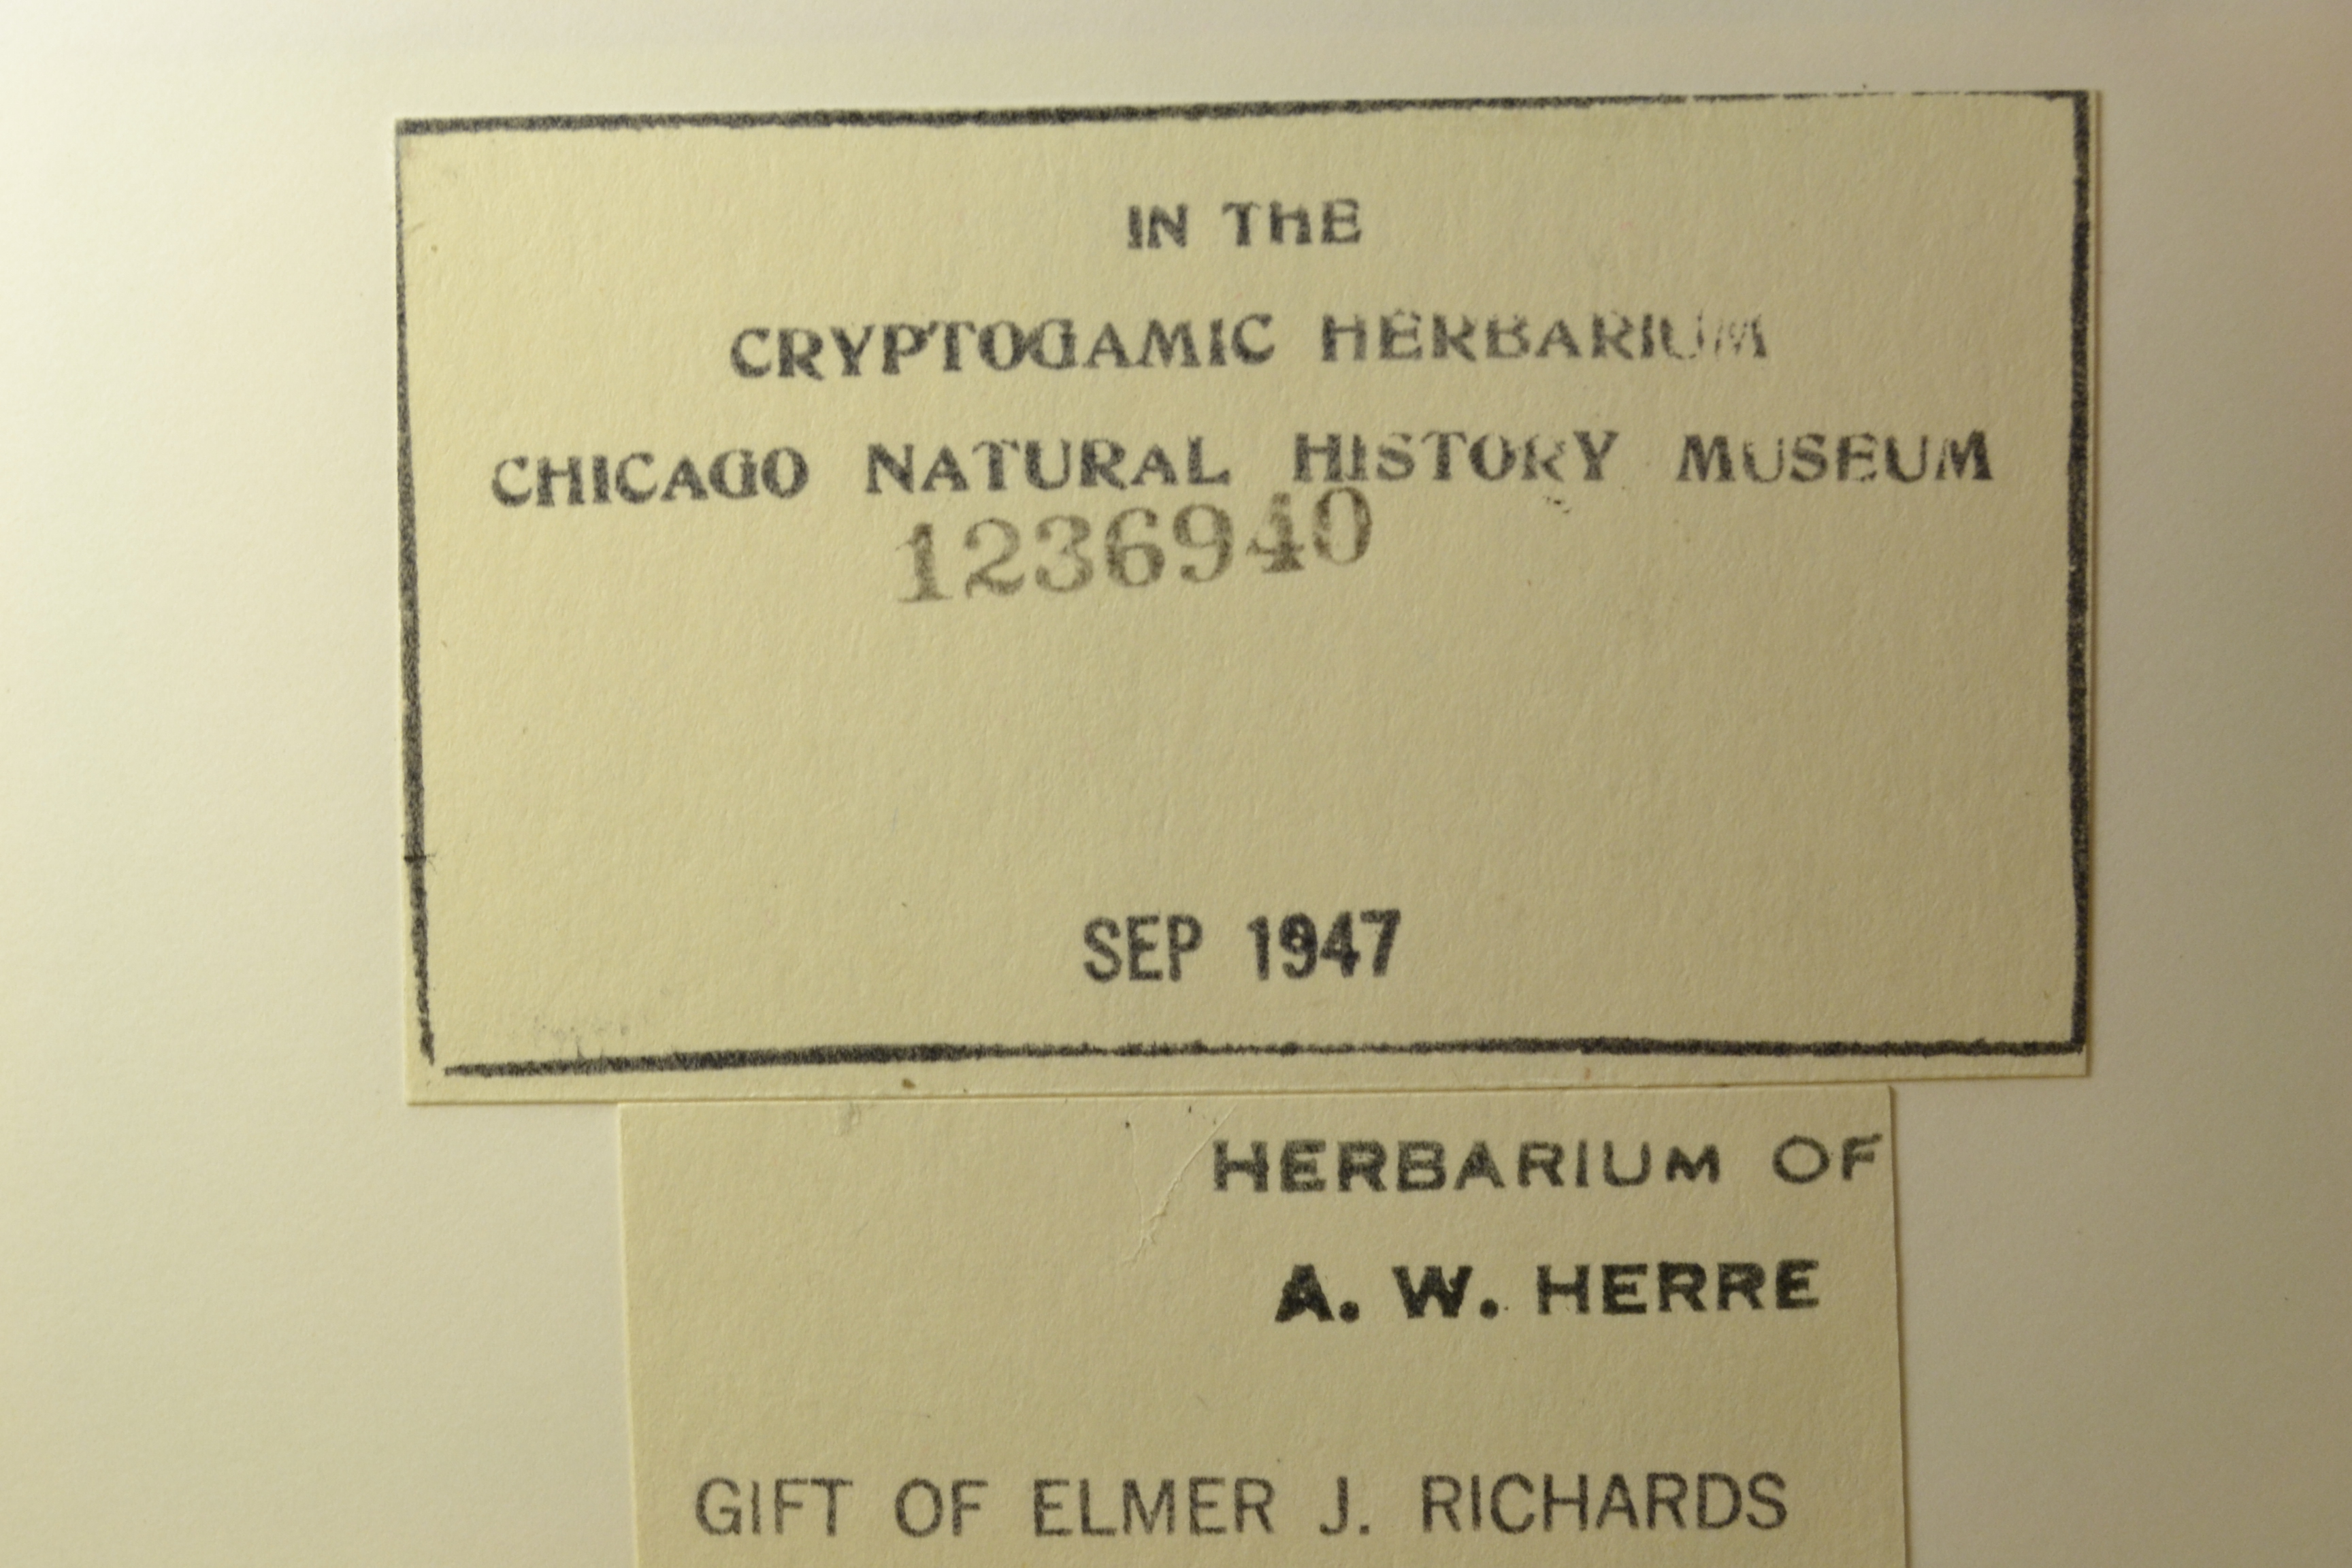 IN THE
CRYPTOGAMIC HERBARIUM
CHICAGO NATURAL HISTORY MUSEUM
1236940
SEP 1947
HERBARIUM OF
A. W. HERRE
GIFT OF ELMER J. RICHARDS